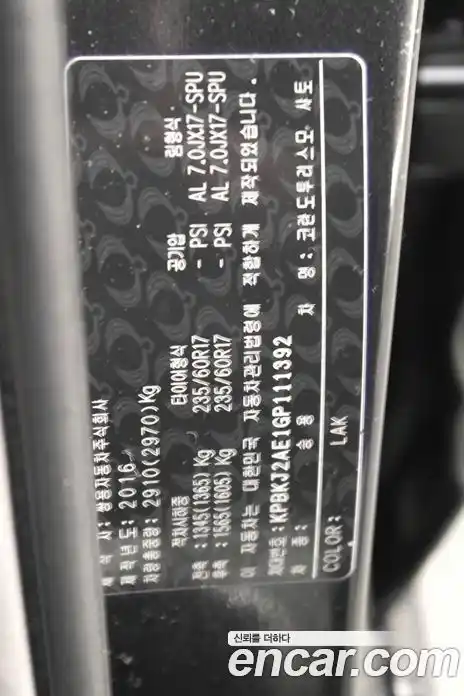 제 작 사: 쌍용자동차주식회사
제작년도: 2016
차량총중량: 2910(2970)Kg
적차시하중 타이어형식 공기압 림형식
전축: 1345(1365) Kg 235/60R17 - PSI AL 7.0JX17-SPU
후축: 1565(1605) Kg 235/60R17 - PSI AL 7.0JX17-SPU
이 자동차는 대한민국 자동차관리법령에 적합하게 제작되었습니다.
차대번호: KPBKJ2AE1GP111392
차 종: 승용 차 명: 코란도투리스모 샤토
COLOR: LAK
신뢰를 더하다
encar.com